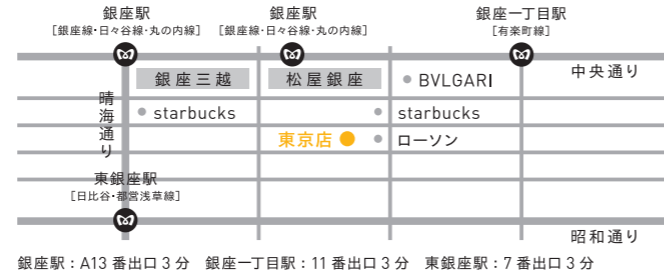 銀座駅
[銀座線・日々谷線・丸の内線]
銀座駅
[銀座線・日々谷線・丸の内線]
銀座一丁目駅
[有楽町線]
中央通り
銀座三越
松屋銀座
BVLGARI
晴海通り
starbucks
starbucks
東京店
ローソン
東銀座駅
[日比谷・都営浅草線]
昭和通り
銀座駅：A13 番出口 3 分　銀座一丁目駅：11 番出口 3 分　東銀座駅：7 番出口 3 分